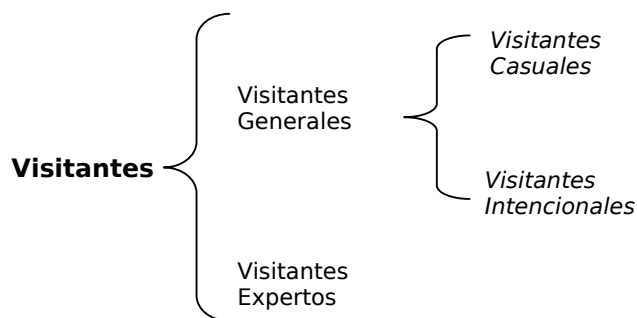 Visitantes
Visitantes
Generales
Visitantes
Casuales
Visitantes
Intencionales
Visitantes
Expertos